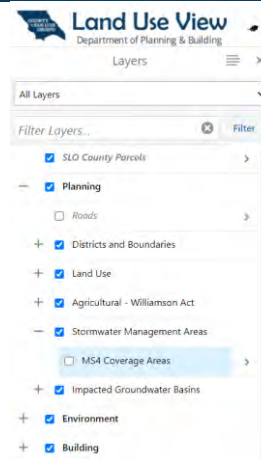 Land Use View
Department of Planning & Building
Layers
All Layers
Filter Layers...
Filter
SLO County Parcels
Planning
Roads
Districts and Boundaries
Land Use
Agricultural - Williamson Act
Stormwater Management Areas
MS4 Coverage Areas
Impacted Groundwater Basins
Environment
Building